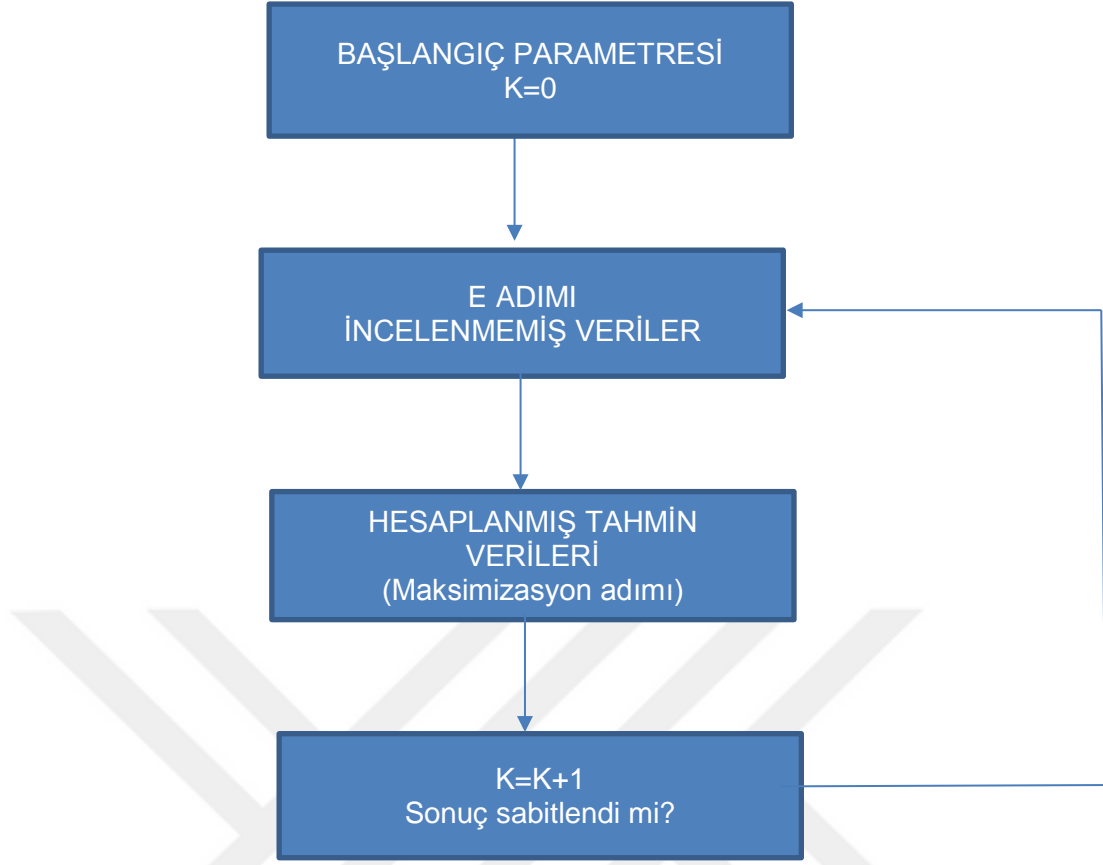 BAŞLANGIÇ PARAMETRESİ
K=0
E ADIMI
İNCELENMEMİŞ VERİLER
HESAPLANMIŞ TAHMİN
VERİLERİ
(Maksimizasyon adımı)
K=K+1
Sonuç sabitlendi mi?